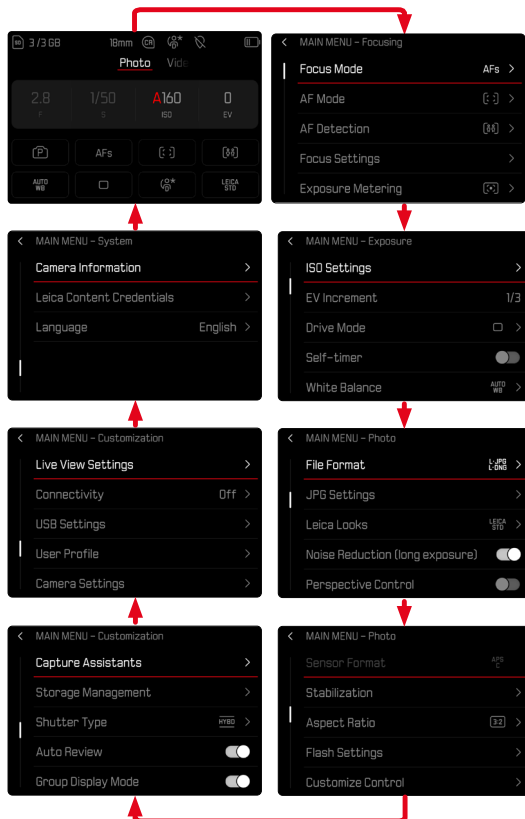 3/3 GB 18mm CR
Photo Vide
2.8 1/50 A160 0
F S ISO EV
P AFs
AUTO WB LEICA STD
MAIN MENU – Focusing
Focus Mode AFs
AF Mode
AF Detection
Focus Settings
Exposure Metering
MAIN MENU – System
Camera Information
Leica Content Credentials
Language English
MAIN MENU – Exposure
ISO Settings
EV Increment 1/3
Drive Mode
Self-timer
White Balance AUTO WB
MAIN MENU – Customization
Live View Settings
Connectivity Off
USB Settings
User Profile
Camera Settings
MAIN MENU – Photo
File Format L-JPG L-DNG
JPG Settings
Leica Looks LEICA STD
Noise Reduction (long exposure)
Perspective Control
MAIN MENU – Customization
Capture Assistants
Storage Management
Shutter Type HYBD
Auto Review
Group Display Mode
MAIN MENU – Photo
Sensor Format APS C
Stabilization
Aspect Ratio 3:2
Flash Settings
Customize Control